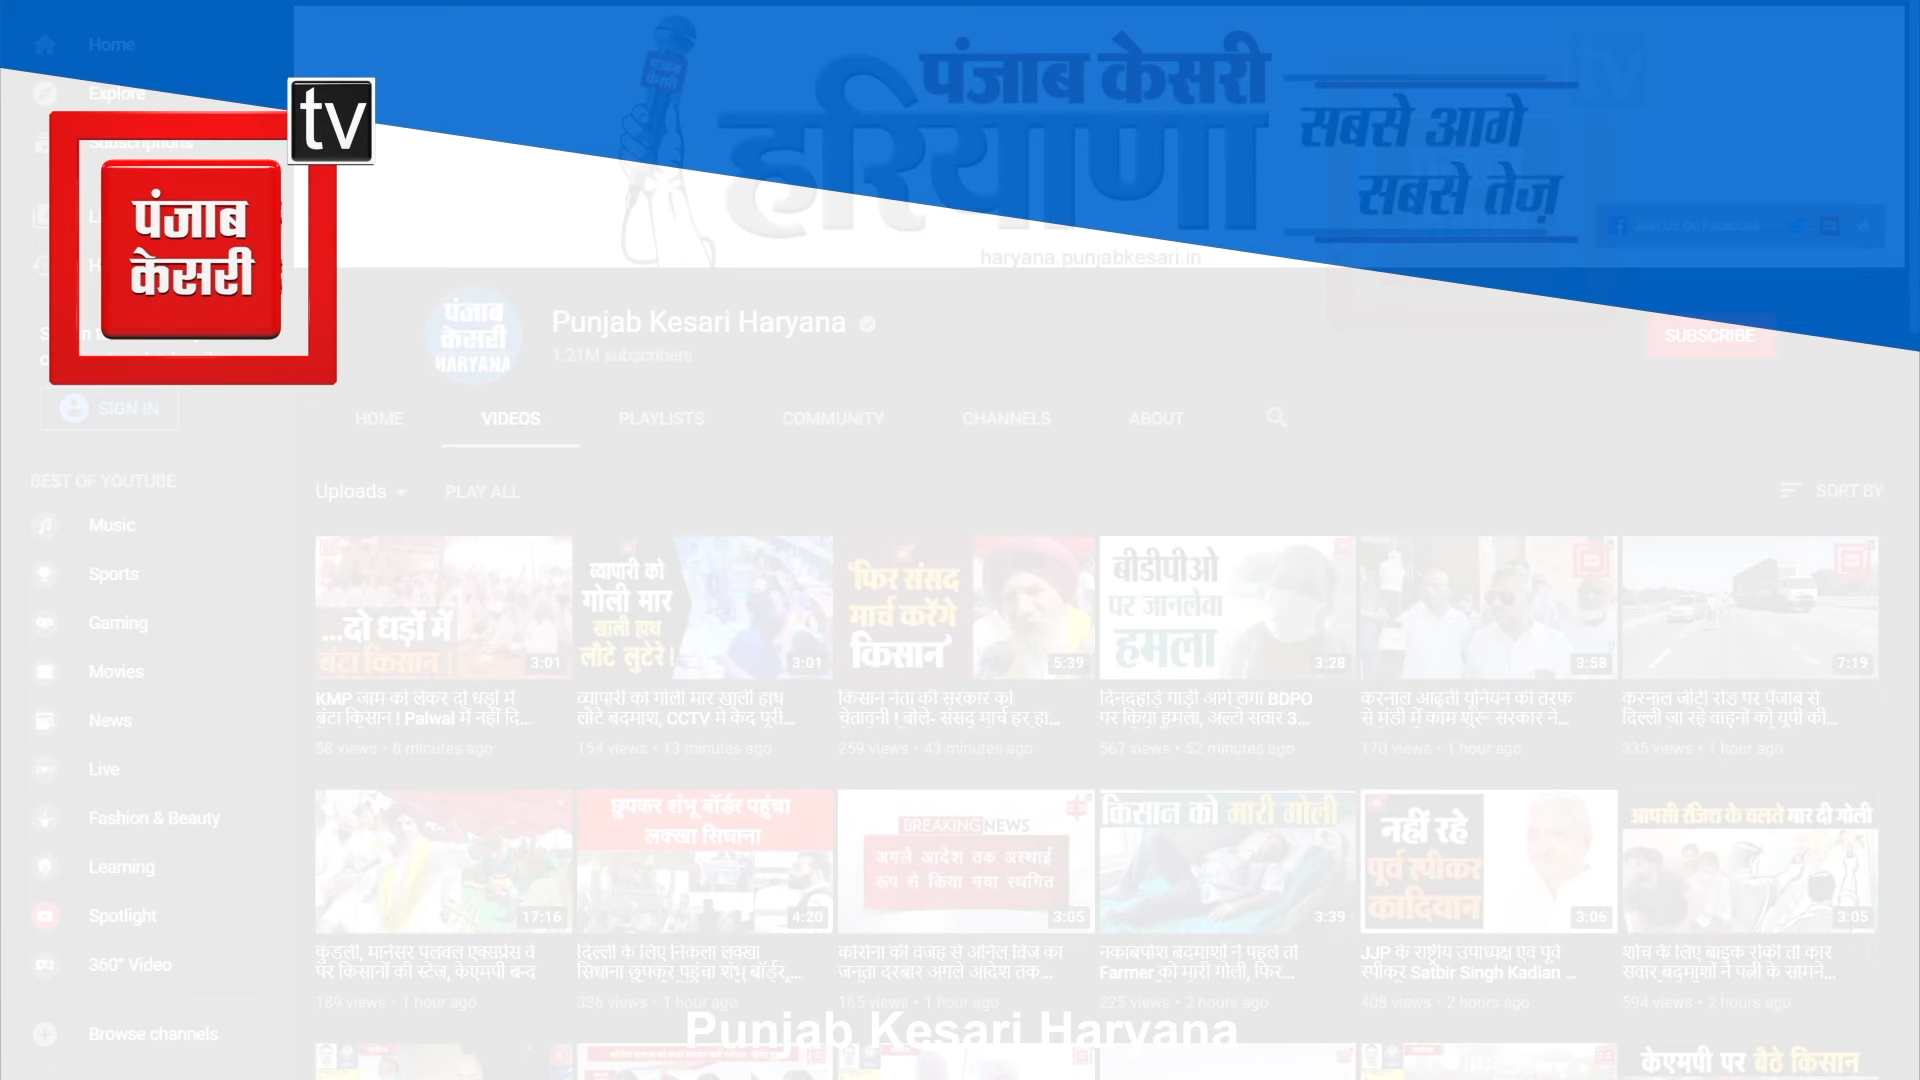 Home
Explore
Subscriptions
tv
पंजाब
केसरी
पंजाब केसरी
हरियाणा
सबसे आगे
सबसे तेज़
haryana.punjabkesari.in
Join Us On Facebook
पंजाब
केसरी
HARYANA
Punjab Kesari Haryana
1.21M subscribers
SUBSCRIBE
SIGN IN
HOME
VIDEOS
PLAYLISTS
COMMUNITY
CHANNELS
ABOUT
BEST OF YOUTUBE
Music
Sports
Gaming
Movies
News
Live
Fashion & Beauty
Learning
Spotlight
360° Video
Browse channels
Uploads
PLAY ALL
SORT BY
...दो धड़ों में
बंटा किसान
3:01
व्यापारी को
गोली मार
खाली हाथ
लौटे लुटेरे !
3:01
'फिर संसद
मार्च करेंगे
किसान'
5:39
बीडीपीओ
पर जानलेवा
हमला
3:28
3:58
7:19
KMP जाम को लेकर दो धड़ों में
बंटा किसान ! Palwal में नहीं दि...
58 views • 8 minutes ago
व्यापारी को गोली मार खाली हाथ
लौटे बदमाश, CCTV में कैद पूरी...
154 views • 13 minutes ago
किसान नेता की सरकार को
चेतावनी ! बोले- संसद मार्च हर हा...
259 views • 43 minutes ago
दिनदहाड़े गाड़ी आगे लगा BDPO
पर किया हमला, अल्टो सवार 3...
567 views • 52 minutes ago
करनाल आढ़ती यूनियन की तरफ
से मंडी में काम शुरू सरकार ने...
170 views • 1 hour ago
करनाल जीटी रोड पर पंजाब से
दिल्ली जा रहे वाहनों को यूपी की...
335 views • 1 hour ago
17:16
छुपकर शंभू बॉर्डर पहुंचा
लक्खा सिधाना
4:20
BREAKING NEWS
अगले आदेश तक अस्थाई
रूप से किया गया स्थगित
3:05
किसान को मारी गोली
3:39
नहीं रहे
पूर्व स्पीकर
कादियान
3:06
आपसी रंजिश के चलते मार दी गोली
3:05
कुंडली, मानेसर पलवल एक्सप्रेस वे
पर किसानों की स्टेज, केएमपी बन्द
189 views • 1 hour ago
दिल्ली के लिए निकला लक्खा
सिधाना छुपकर पहुंचा शंभू बॉर्डर,...
336 views • 1 hour ago
कोरोना की वजह से अनिल विज का
जनता दरबार अगले आदेश तक...
165 views • 1 hour ago
नकाबपोश बदमाशों ने पहले तो
Farmer को मारी गोली, फिर...
225 views • 2 hours ago
JJP के राष्ट्रीय उपाध्यक्ष एवं पूर्व
स्पीकर Satbir Singh Kadian ...
408 views • 2 hours ago
शौच के लिए बाइक रोकी तो कार
सवार बदमाशों ने पत्नी के सामने...
594 views • 2 hours ago
Punjab Kesari Haryana
केएमपी पर बैठे किसान